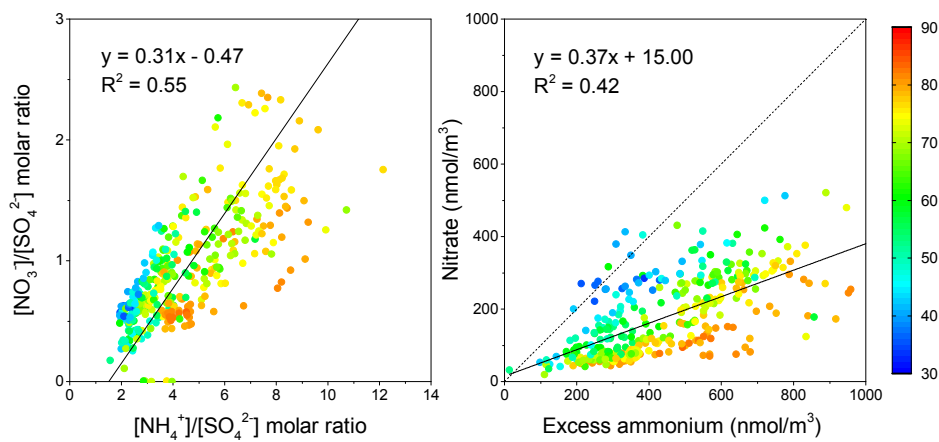 y = 0.31x - 0.47
R² = 0.55
[NO₃⁻]/[SO₄²⁻] molar ratio
3
2
1
0
0 2 4 6 8 10 12 14
[NH₄⁺]/[SO₄²⁻] molar ratio
y = 0.37x + 15.00
R² = 0.42
Nitrate (nmol/m³)
1000
800
600
400
200
0
0 200 400 600 800 1000
Excess ammonium (nmol/m³)
90
80
70
60
50
40
30